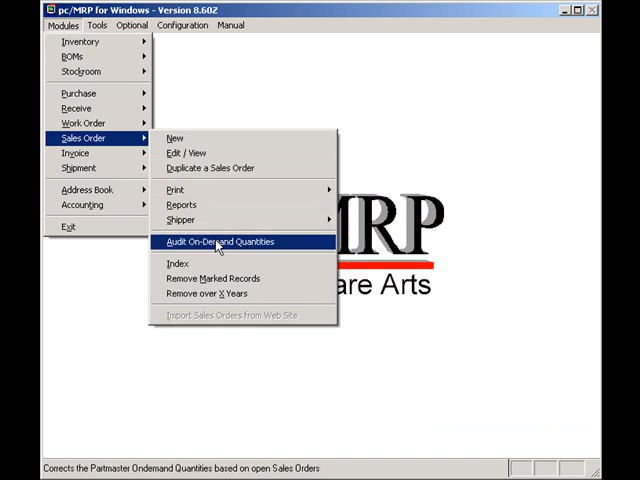 pc/MRP for Windows - Version 8.60Z
Modules Tools Optional Configuration Manual
Inventory
BOMs
Stockroom
Purchase
Receive
Work Order
Sales Order
Invoice
Shipment
Address Book
Accounting
Exit
New
Edit / View
Duplicate a Sales Order
Print
Reports
Shipper
Audit On-Demand Quantities
Index
Remove Marked Records
Remove over X Years
Import Sales Orders from Web Site
MRP
are Arts
Corrects the Partmaster Ondemand Quantities based on open Sales Orders